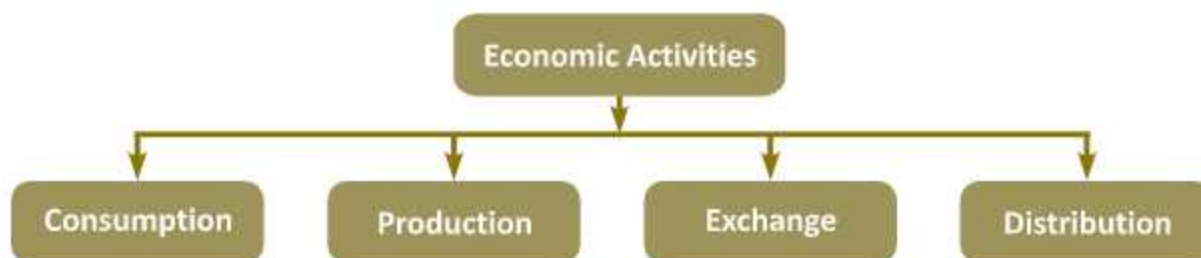 Economic Activities
Consumption
Production
Exchange
Distribution